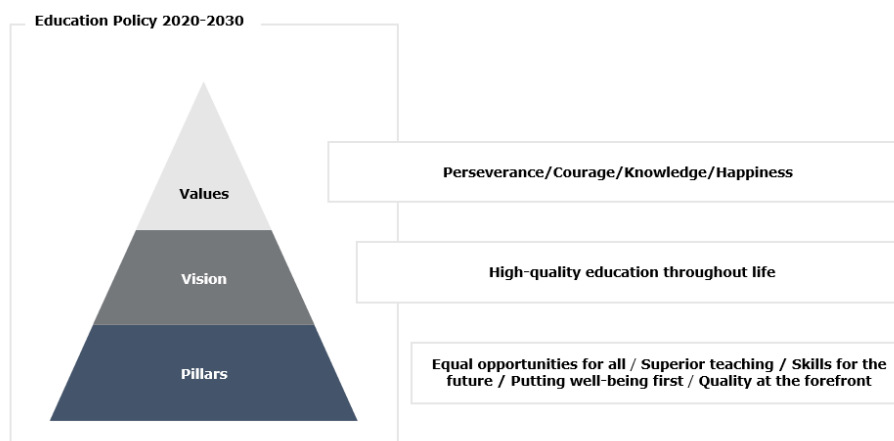 Education Policy 2020-2030
Values
Perseverance/Courage/Knowledge/Happiness
Vision
High-quality education throughout life
Pillars
Equal opportunities for all / Superior teaching / Skills for the
future / Putting well-being first / Quality at the forefront